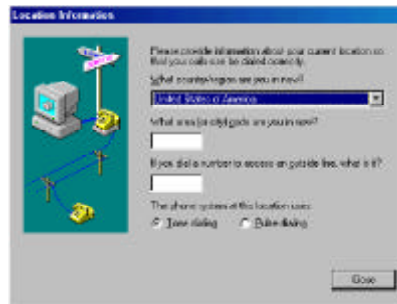 Location Information
Please provide information about your current location so
that your calls can be dialed correctly.
What country/region are you in now?
United States of America
What area (or city) code are you in now?
If you dial a number to access an outside line, what is it?
The phone system at this location uses:
Tone dialing
Pulse dialing
Close